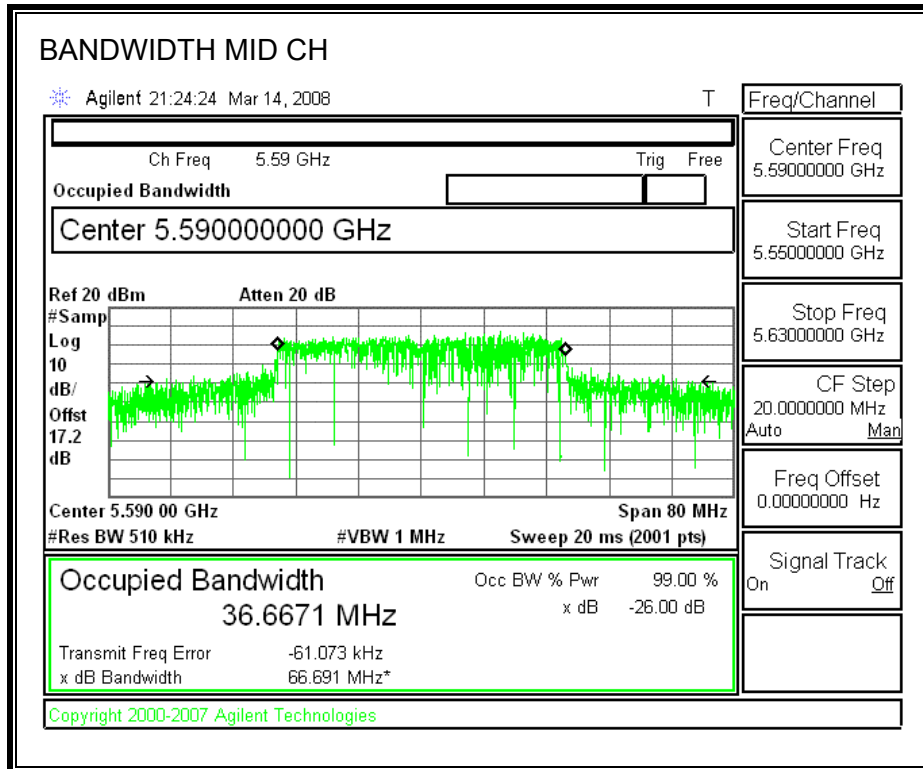 BANDWIDTH MID CH
Agilent 21:24:24 Mar 14, 2008 T
Freq/Channel
Ch Freq 5.59 GHz Trig Free
Occupied Bandwidth
Center 5.590000000 GHz
Ref 20 dBm Atten 20 dB
#Samp
Log
10
dB/
Offst
17.2
dB
Center 5.590 00 GHz Span 80 MHz
#Res BW 510 kHz #VBW 1 MHz Sweep 20 ms (2001 pts)
Occupied Bandwidth
36.6671 MHz
Occ BW % Pwr 99.00 %
x dB -26.00 dB
Transmit Freq Error -61.073 kHz
x dB Bandwidth 66.691 MHz*
Center Freq
5.59000000 GHz
Start Freq
5.55000000 GHz
Stop Freq
5.63000000 GHz
CF Step
20.0000000 MHz
Auto Man
Freq Offset
0.00000000 Hz
Signal Track
On Off
Copyright 2000-2007 Agilent Technologies